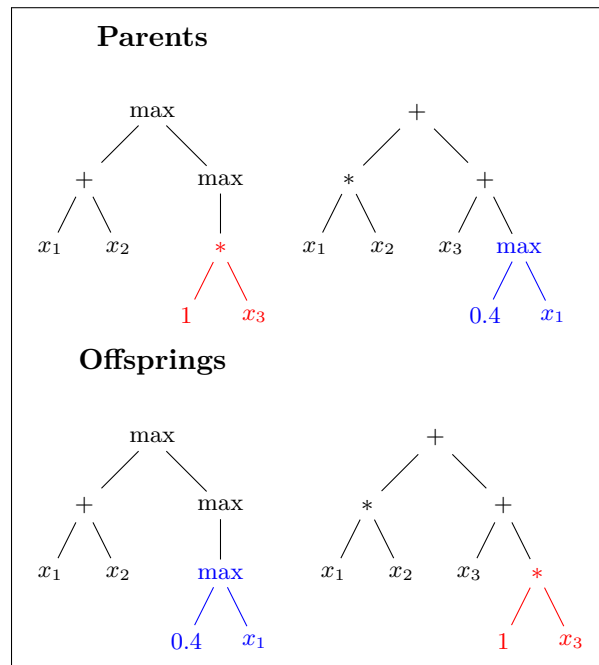 Parents
max +
+ max * +
x₁ x₂ * x₁ x₂ x₃ max
1 x₃ 0.4 x₁
Offsprings
max +
+ max * +
x₁ x₂ max x₁ x₂ x₃ *
0.4 x₁ 1 x₃